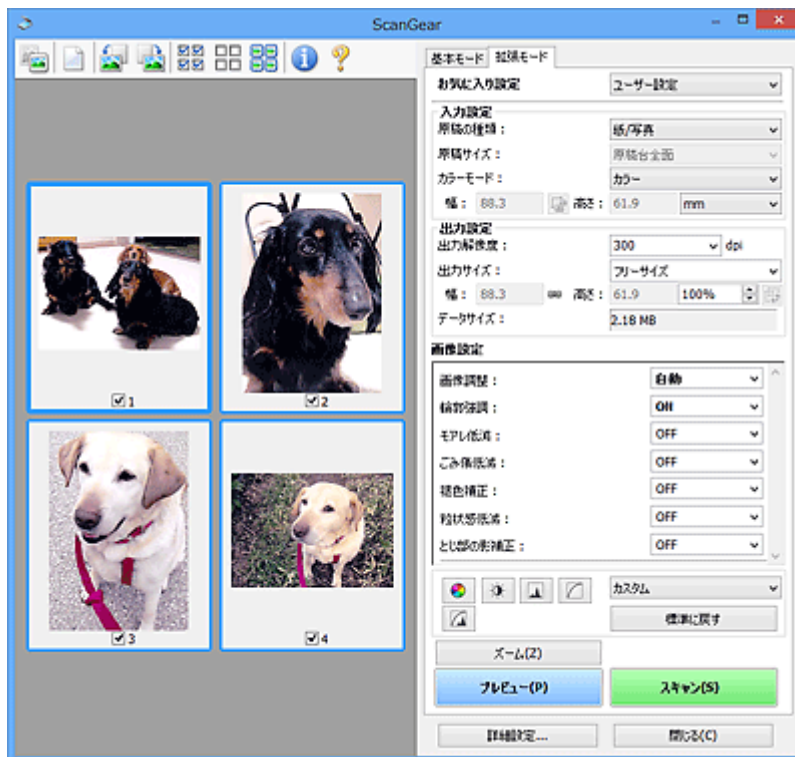 ScanGear
基本モード 拡張モード
お気に入り設定 ユーザー設定
入力設定
原稿の種類： 紙/写真
原稿サイズ： 原稿台全面
カラーモード： カラー
幅： 88.3 高さ： 61.9 mm
出力設定
出力解像度： 300 dpi
出力サイズ： フリーサイズ
幅： 88.3 高さ： 61.9 100%
データサイズ： 2.18 MB
画像設定
画像調整： 自動
輪郭強調： ON
モアレ低減： OFF
ごみ傷低減： OFF
褪色補正： OFF
粒状感低減： OFF
とじ部の影補正： OFF
カスタム
標準に戻す
ズーム(Z)
プレビュー(P) スキャン(S)
詳細設定... 閉じる(C)
1
2
3
4